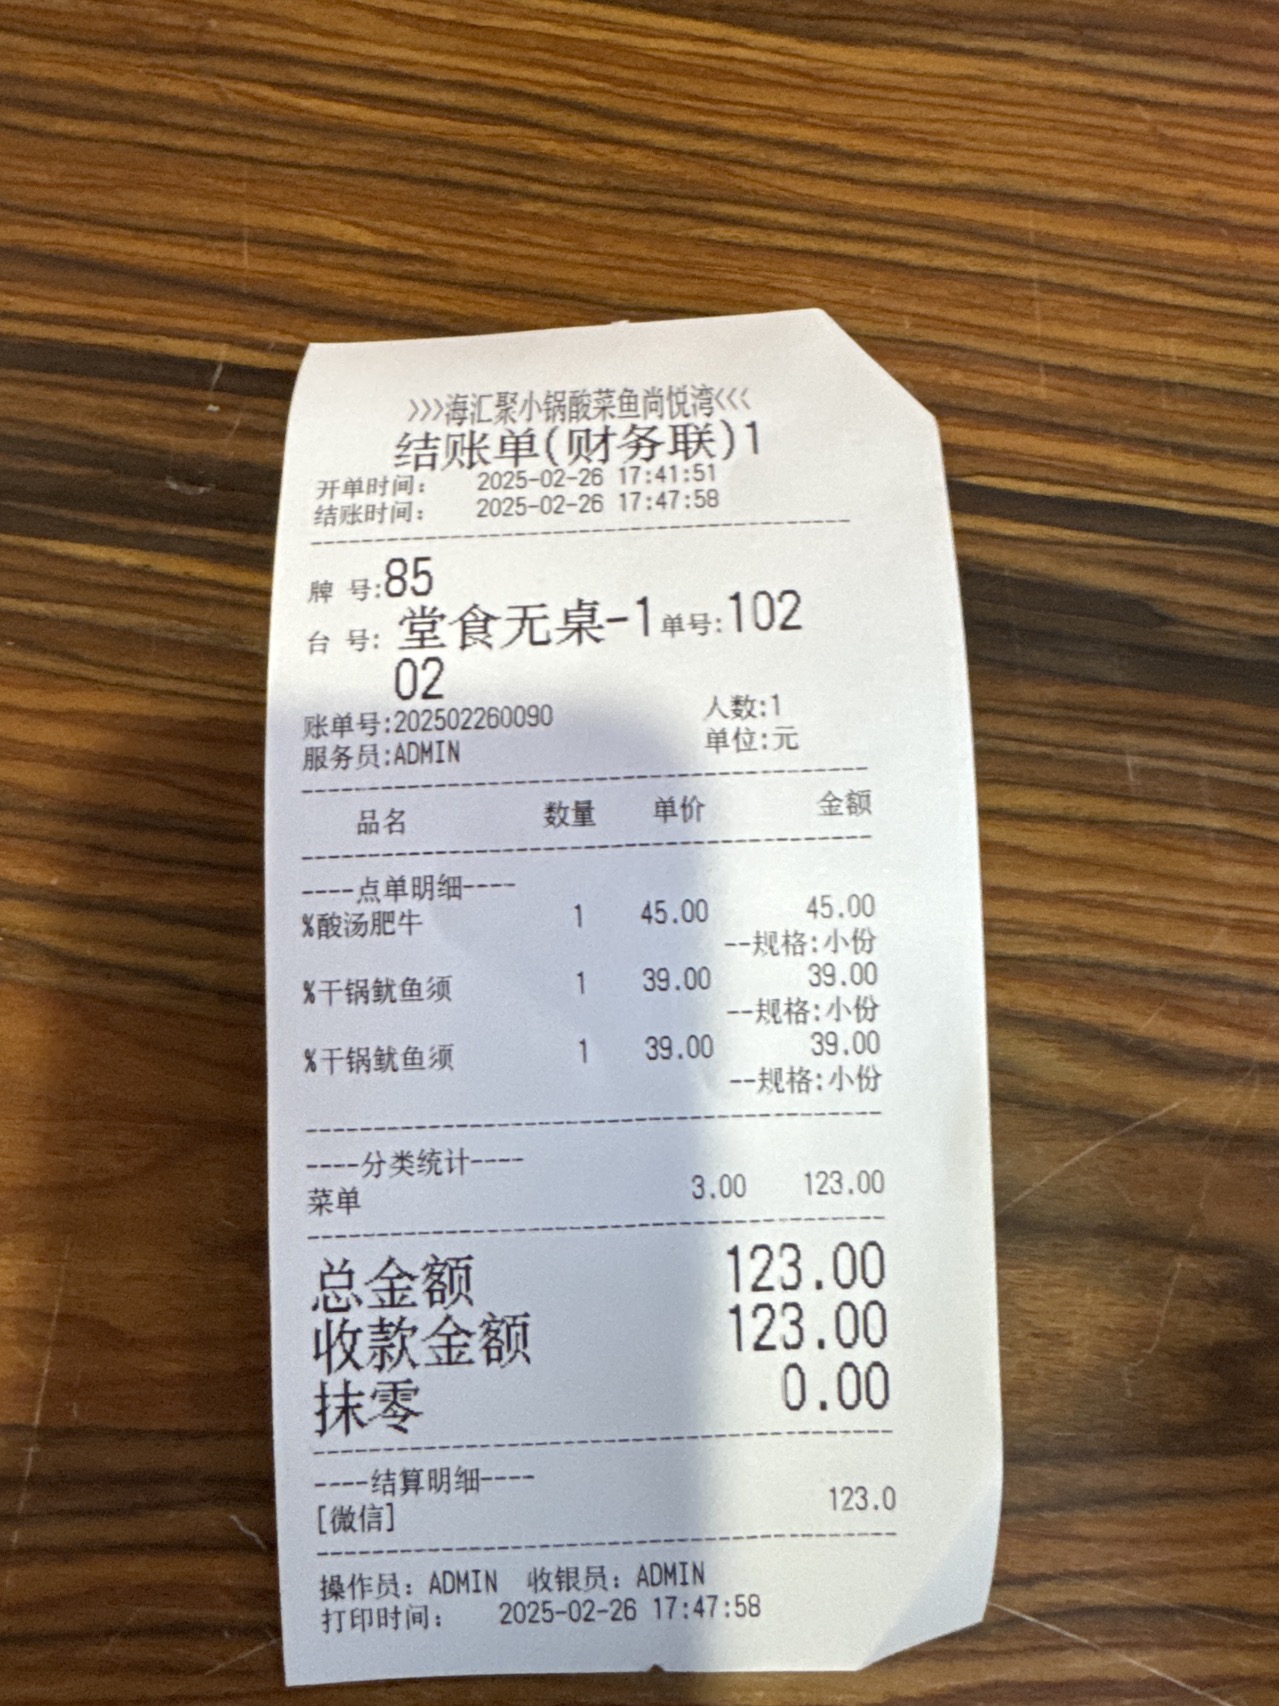 >>>海汇聚小锅酸菜鱼尚悦湾<<<
结账单(财务联)1
开单时间: 2025-02-26 17:41:51
结账时间: 2025-02-26 17:47:58
牌 号:85
台 号: 堂食无桌-1 单号:102
02
账单号:202502260090 人数:1
服务员:ADMIN 单位:元
品名 数量 单价 金额
----点单明细----
%酸汤肥牛 1 45.00 45.00
--规格:小份
%干锅鱿鱼须 1 39.00 39.00
--规格:小份
%干锅鱿鱼须 1 39.00 39.00
--规格:小份
----分类统计----
菜单 3.00 123.00
总金额 123.00
收款金额 123.00
抹零 0.00
----结算明细----
[微信] 123.0
操作员: ADMIN 收银员: ADMIN
打印时间: 2025-02-26 17:47:58